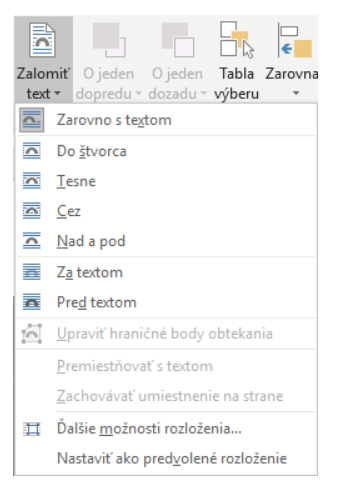 Zalomiť O jeden O jeden Tabla Zarovna
text dopredu dozadu výberu
Zarovno s textom
Do štvorca
Tesne
Cez
Nad a pod
Za textom
Pred textom
Upraviť hraničné body obtekania
Premiestňovať s textom
Zachovávať umiestnenie na strane
Ďalšie možnosti rozloženia...
Nastaviť ako predvolené rozloženie